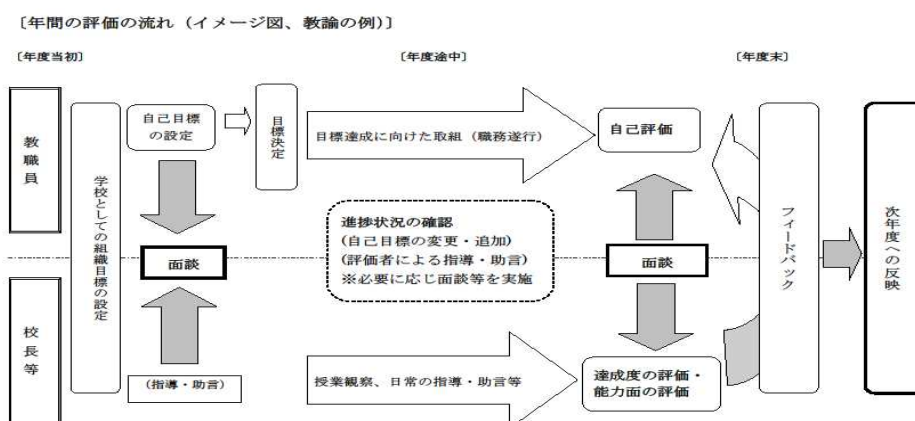 〔年間の評価の流れ（イメージ図、教諭の例）〕
〔年度当初〕
〔年度途中〕
〔年度末〕
教職員
校長等
学校としての組織目標の設定
自己目標
の設定
目標決定
面談
(指導・助言)
目標達成に向けた取組（職務遂行）
進捗状況の確認
(自己目標の変更・追加)
(評価者による指導・助言)
※必要に応じ面談等を実施
授業観察、日常の指導・助言等
自己評価
面談
達成度の評価・
能力面の評価
フィードバック
次年度への反映